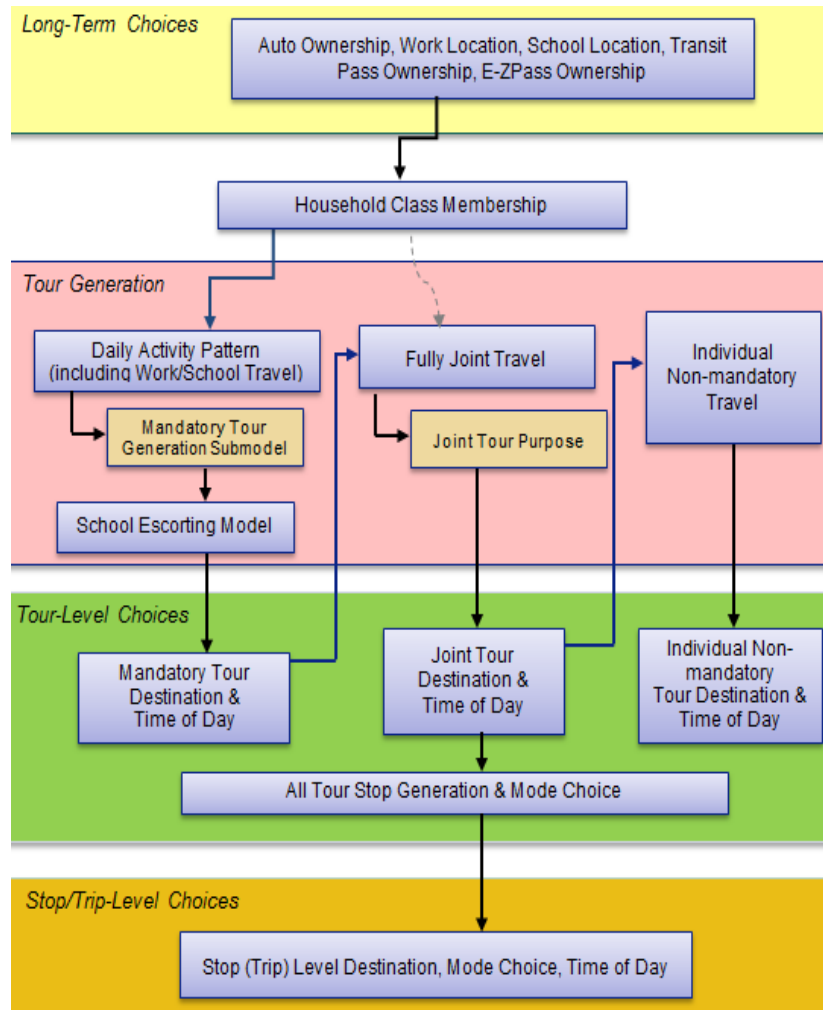 Long-Term Choices
Auto Ownership, Work Location, School Location, Transit
Pass Ownership, E-ZPass Ownership
Household Class Membership
Tour Generation
Daily Activity Pattern
(including Work/School Travel)
Mandatory Tour
Generation Submodel
School Escorting Model
Fully Joint Travel
Joint Tour Purpose
Individual
Non-mandatory
Travel
Tour-Level Choices
Mandatory Tour
Destination &
Time of Day
Joint Tour
Destination &
Time of Day
Individual Non-
mandatory
Tour Destination &
Time of Day
All Tour Stop Generation & Mode Choice
Stop/Trip-Level Choices
Stop (Trip) Level Destination, Mode Choice, Time of Day